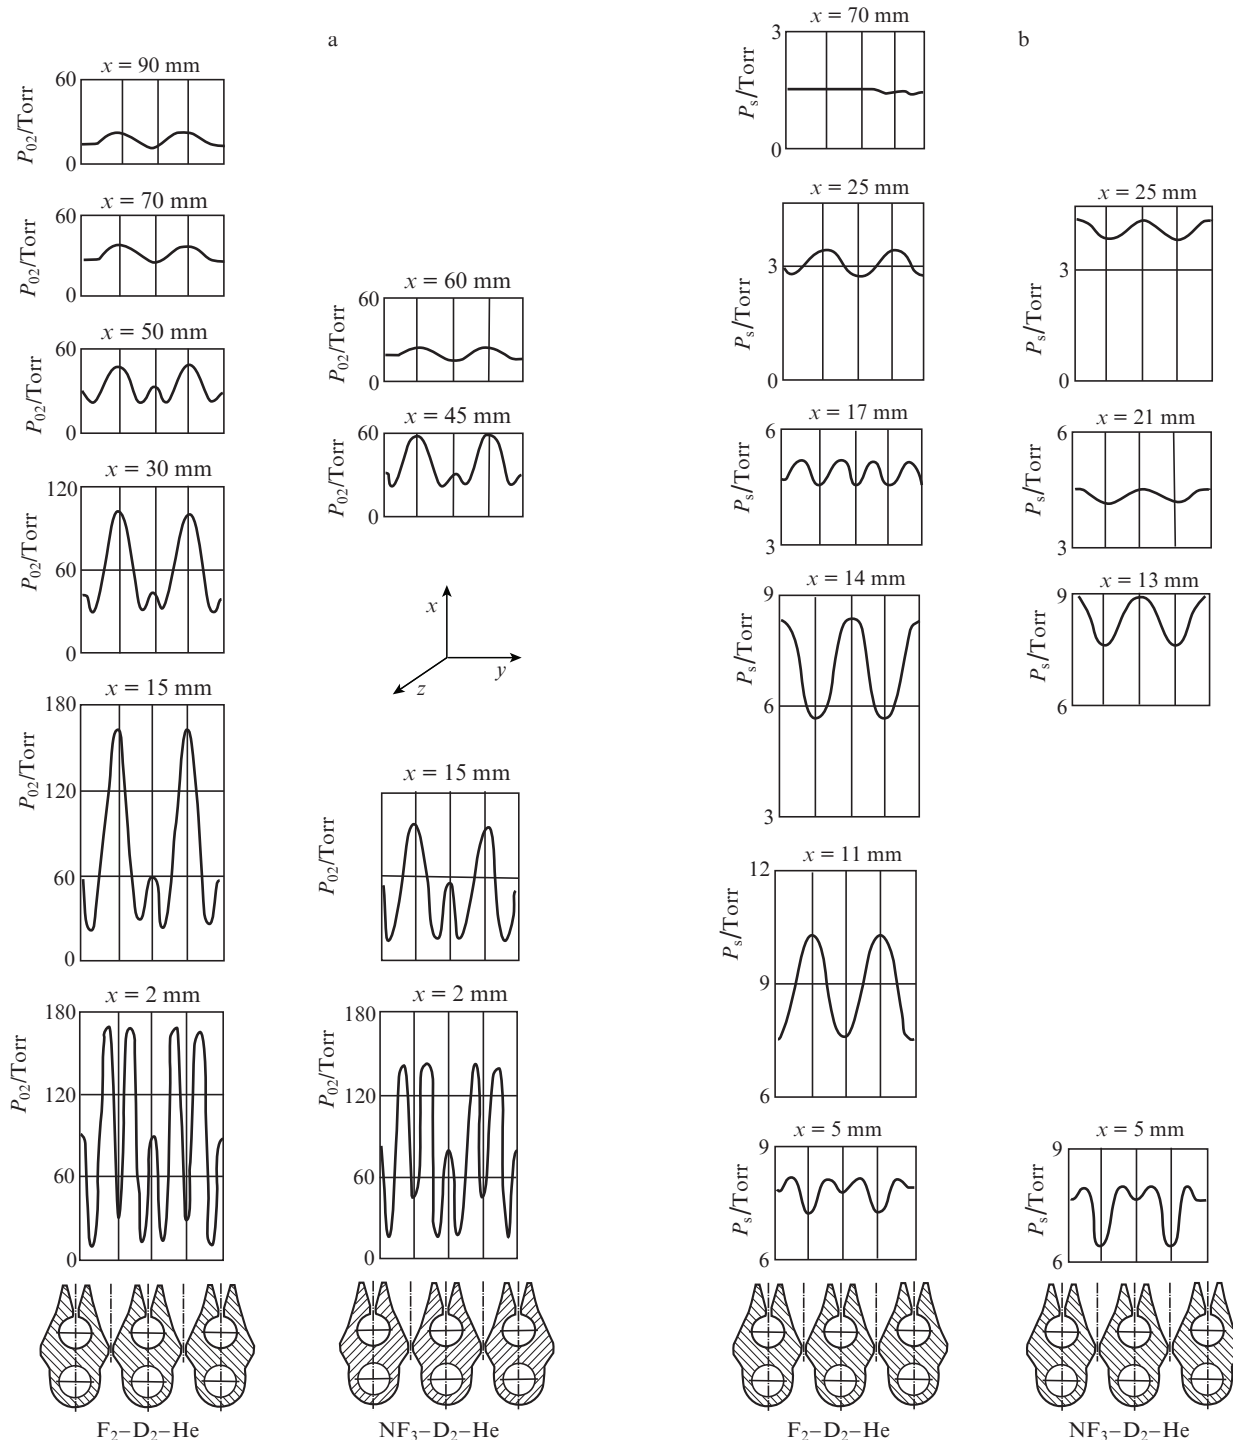 a
x = 90 mm
60
0
P02/Torr
x = 70 mm
60
0
P02/Torr
x = 50 mm
60
0
P02/Torr
x = 30 mm
120
60
0
P02/Torr
x = 15 mm
180
120
60
0
P02/Torr
x = 2 mm
180
120
60
0
P02/Torr
F2–D2–He
x = 60 mm
60
0
P02/Torr
x = 45 mm
60
0
P02/Torr
x
y
z
x = 15 mm
60
0
P02/Torr
x = 2 mm
180
120
60
0
P02/Torr
NF3–D2–He
b
x = 70 mm
3
0
Ps/Torr
x = 25 mm
3
0
Ps/Torr
x = 17 mm
6
3
Ps/Torr
x = 14 mm
9
6
3
Ps/Torr
x = 11 mm
12
9
6
Ps/Torr
x = 5 mm
9
6
Ps/Torr
F2–D2–He
x = 25 mm
3
0
Ps/Torr
x = 21 mm
6
3
Ps/Torr
x = 13 mm
9
6
Ps/Torr
x = 5 mm
9
6
Ps/Torr
NF3–D2–He